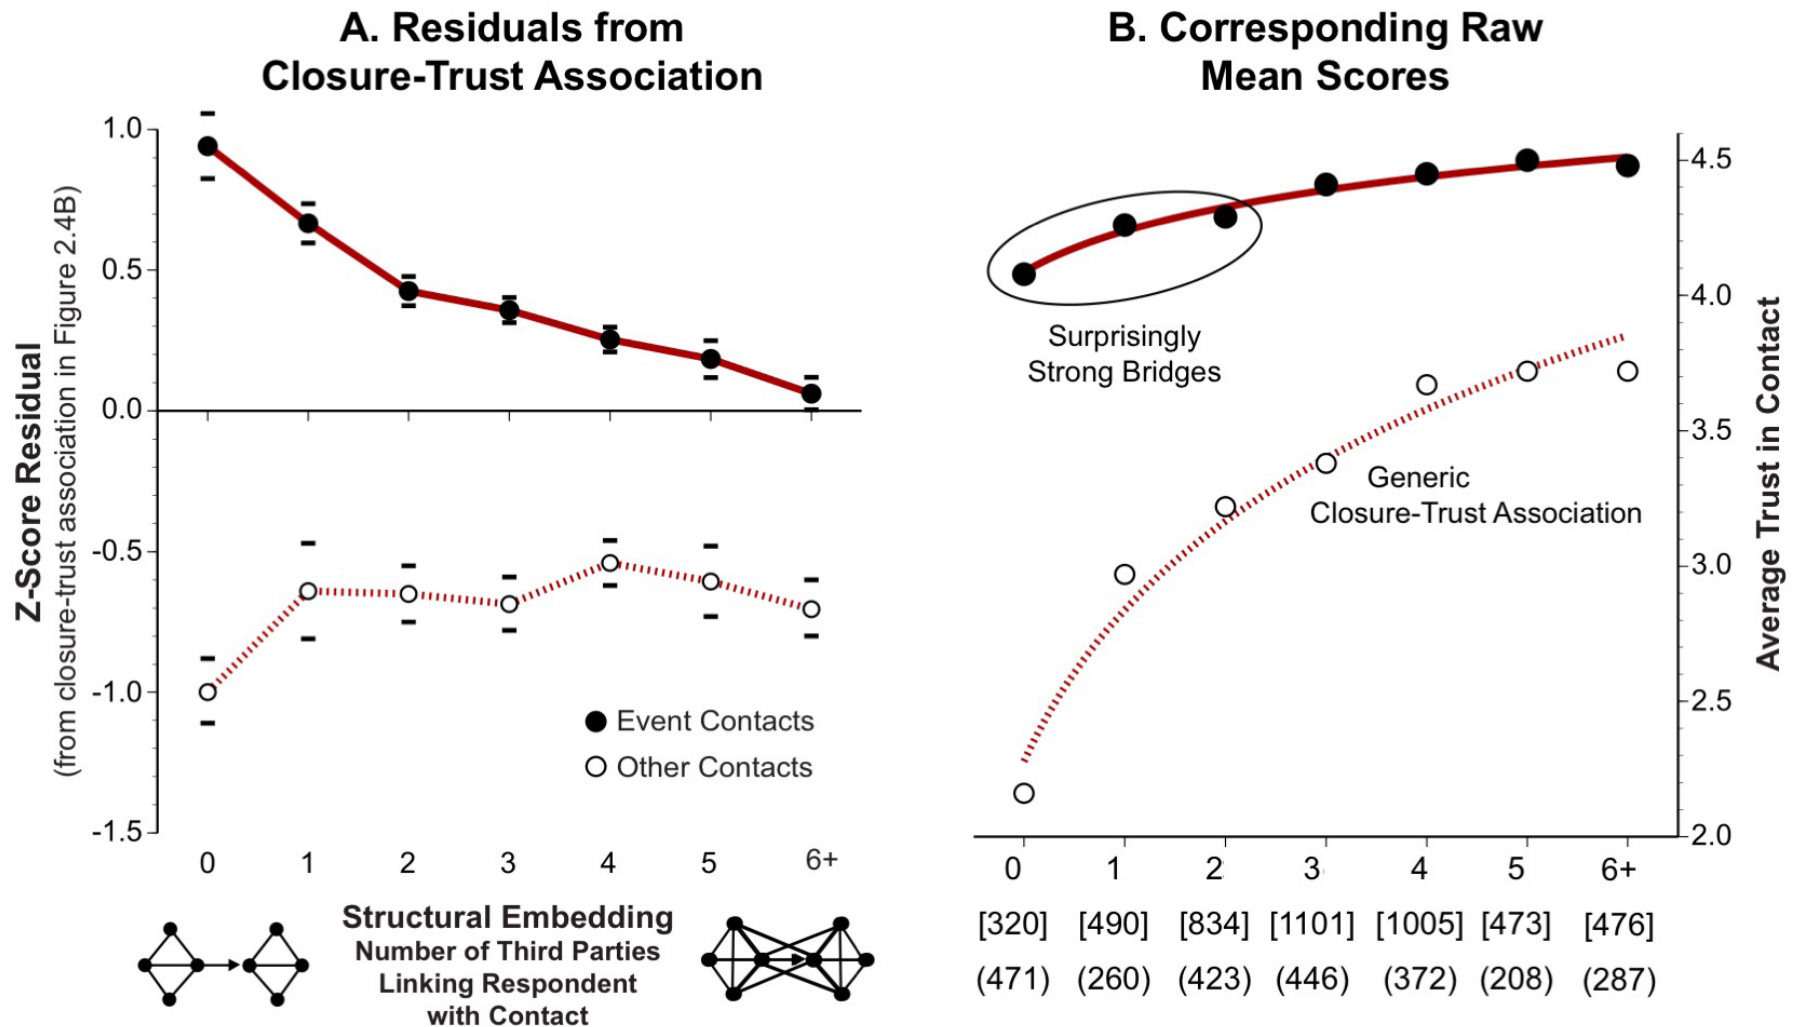 A. Residuals from
Closure-Trust Association
B. Corresponding Raw
Mean Scores
Z-Score Residual
(from closure-trust association in Figure 2.4B)
1.0
0.5
0.0
-0.5
-1.0
-1.5
Event Contacts
Other Contacts
0 1 2 3 4 5 6+
Structural Embedding
Number of Third Parties
Linking Respondent
with Contact
Surprisingly
Strong Bridges
Generic
Closure-Trust Association
4.5
4.0
3.5
3.0
2.5
2.0
Average Trust in Contact
0 1 2 3 4 5 6+
[320] [490] [834] [1101] [1005] [473] [476]
(471) (260) (423) (446) (372) (208) (287)